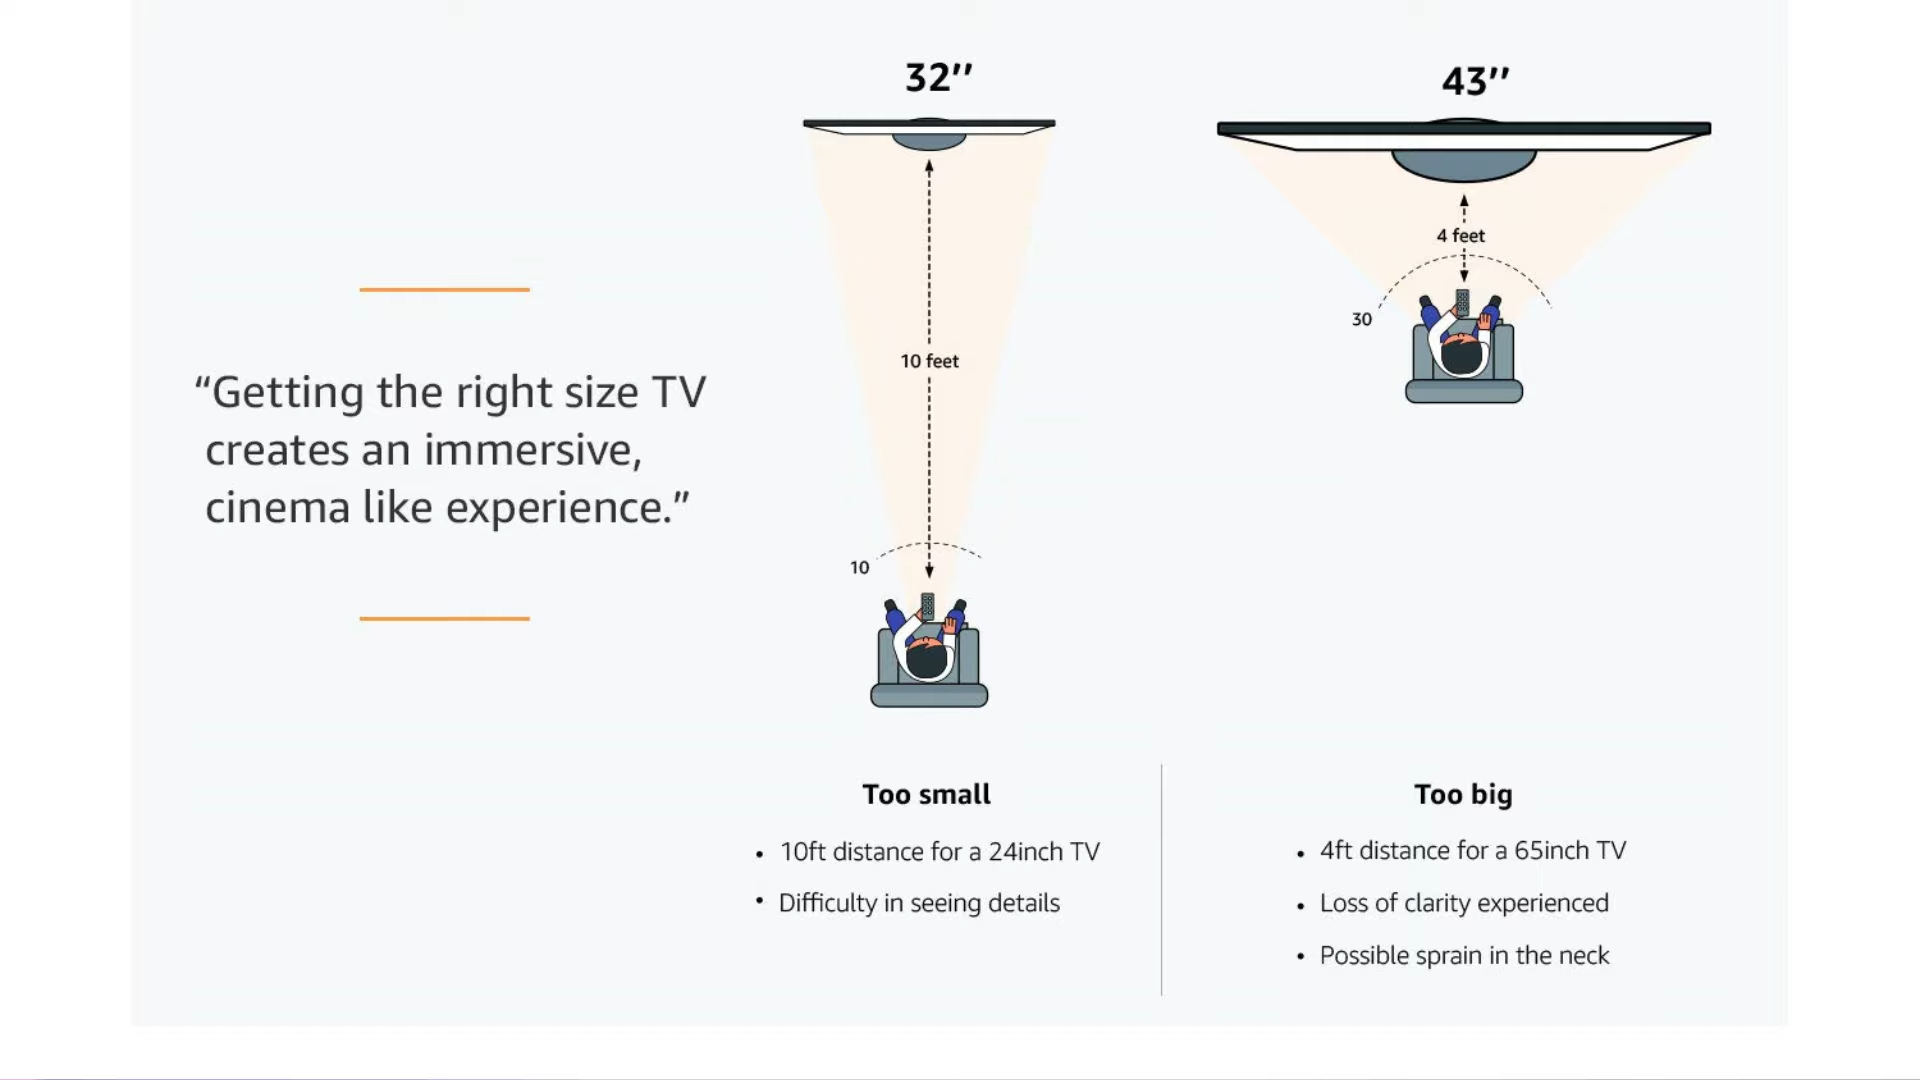 “Getting the right size TV
creates an immersive,
cinema like experience.”
32’’
10 feet
10
Too small
• 10ft distance for a 24inch TV
• Difficulty in seeing details
43’’
4 feet
30
Too big
• 4ft distance for a 65inch TV
• Loss of clarity experienced
• Possible sprain in the neck